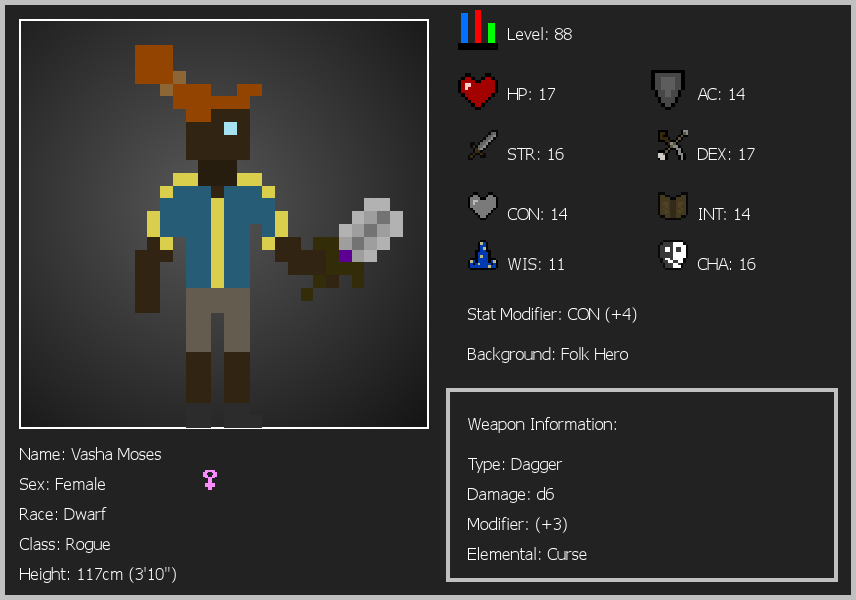 Level: 88
HP: 17
AC: 14
STR: 16
DEX: 17
CON: 14
INT: 14
WIS: 11
CHA: 16
Stat Modifier: CON (+4)
Background: Folk Hero
Weapon Information:
Type: Dagger
Damage: d6
Modifier: (+3)
Elemental: Curse
Name: Vasha Moses
Sex: Female
Race: Dwarf
Class: Rogue
Height: 117cm (3'10")